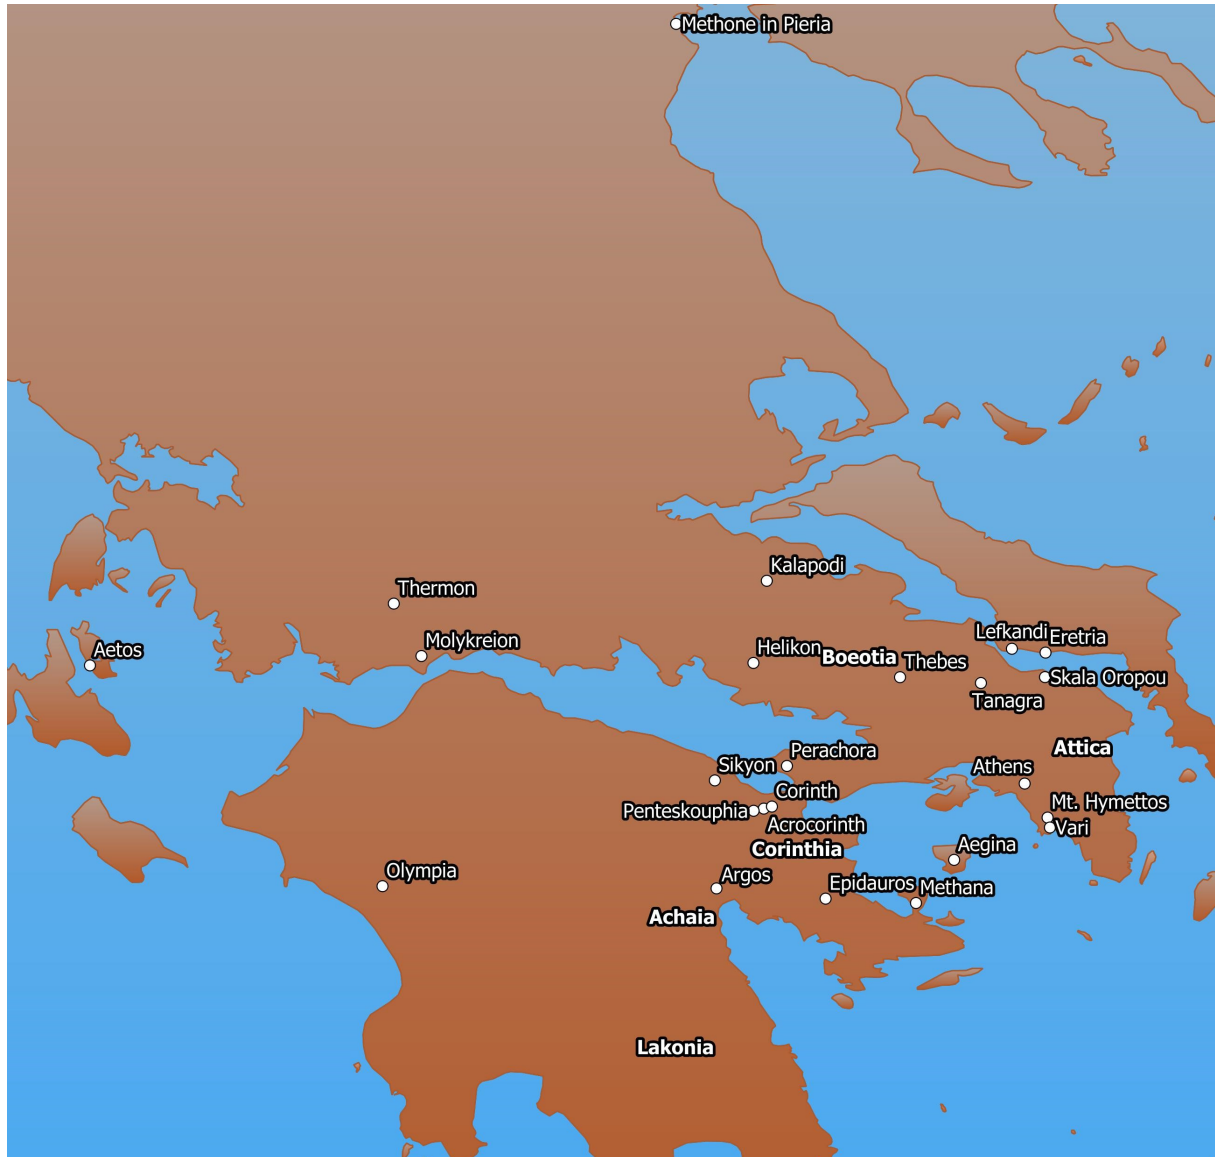 Methone in Pieria
Kalapodi
Thermon
Lefkandi
Eretria
Molykreion
Aetos
Helikon
Boeotia
Thebes
Skala Oropou
Tanagra
Attica
Perachora
Sikyon
Athens
Corinth
Penteskouphia
Mt. Hymettos
Acrocorinth
Vari
Corinthia
Aegina
Olympia
Argos
Epidauros
Methana
Achaia
Lakonia